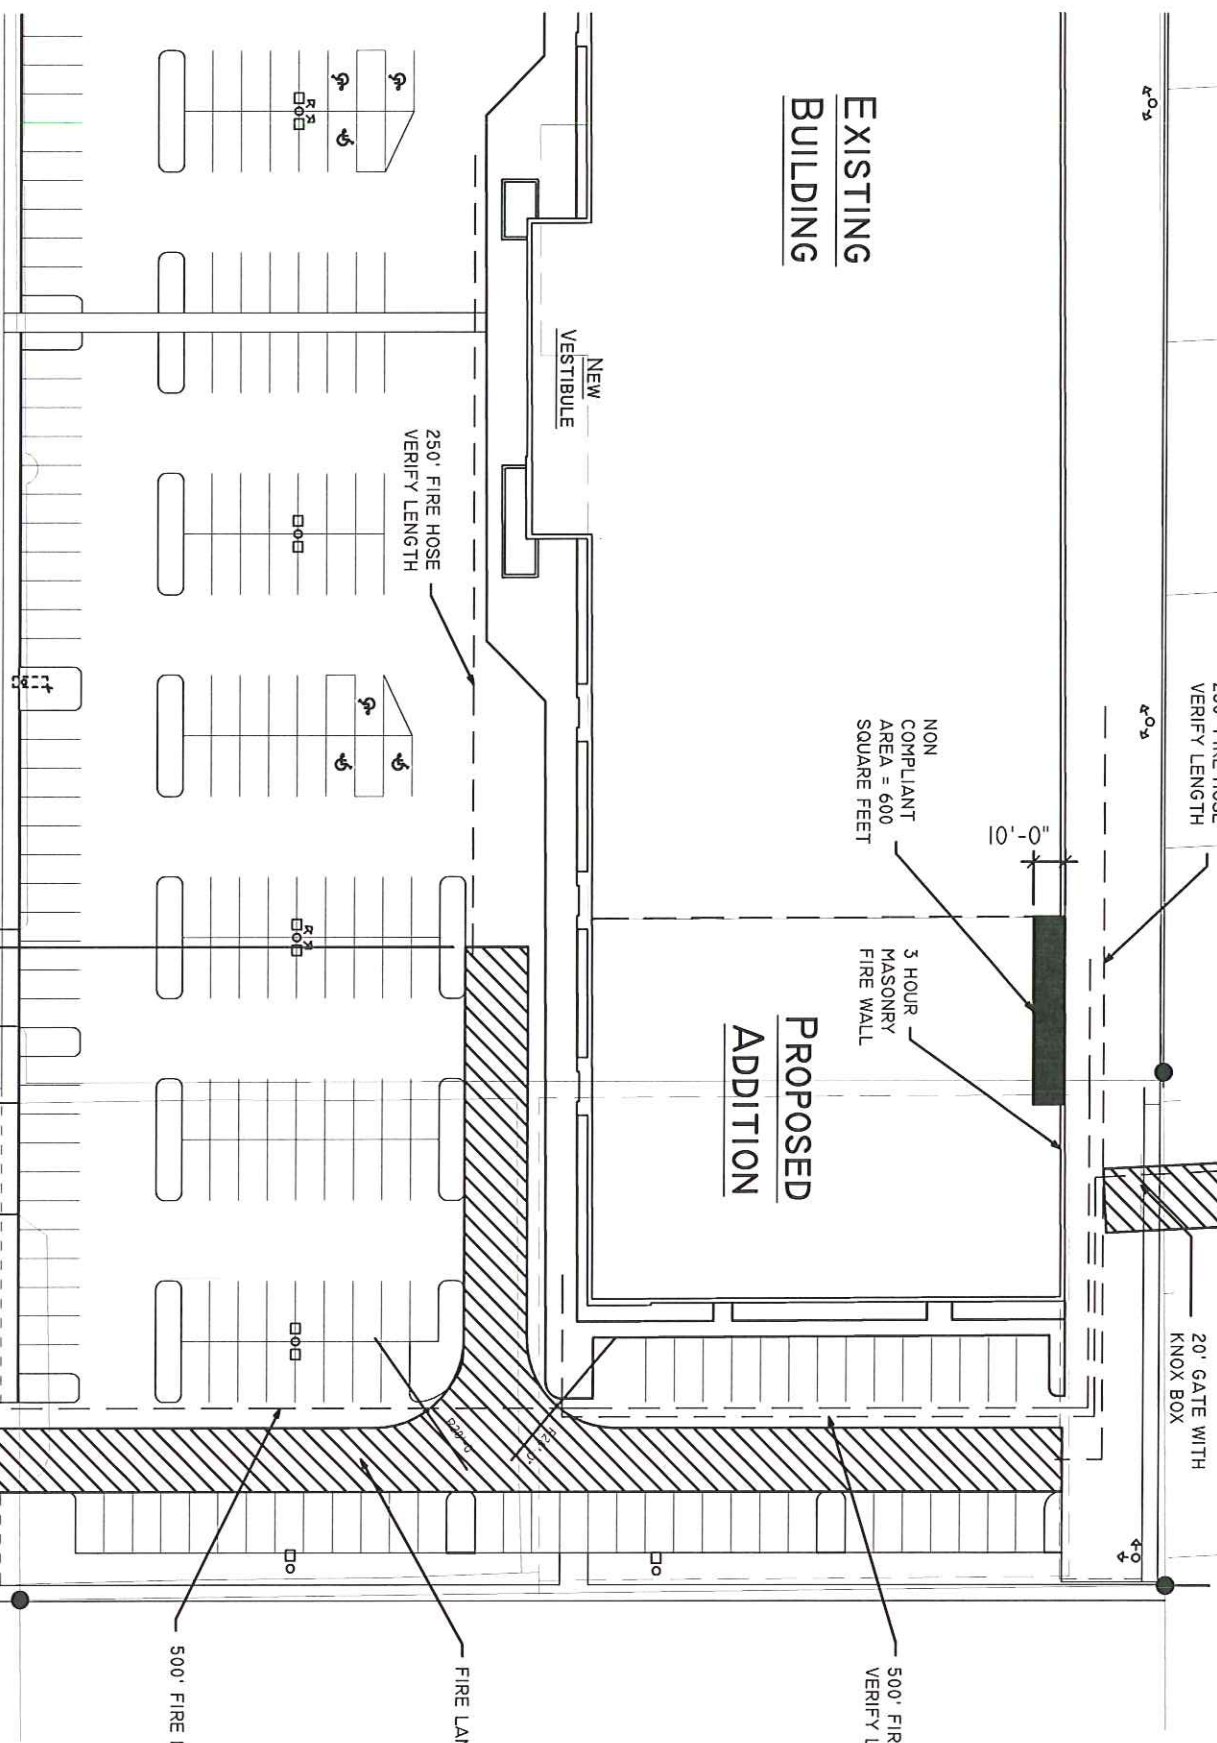 EXISTING
BUILDING
NEW
VESTIBULE
250' FIRE HOSE
VERIFY LENGTH
VERIFY LENGTH
NON
COMPLIANT
AREA = 600
SQUARE FEET
10'-0"
3 HOUR
MASONRY
FIRE WALL
PROPOSED
ADDITION
20' GATE WITH
KNOX BOX
500' FIRE
FIRE
500'
VERIFY